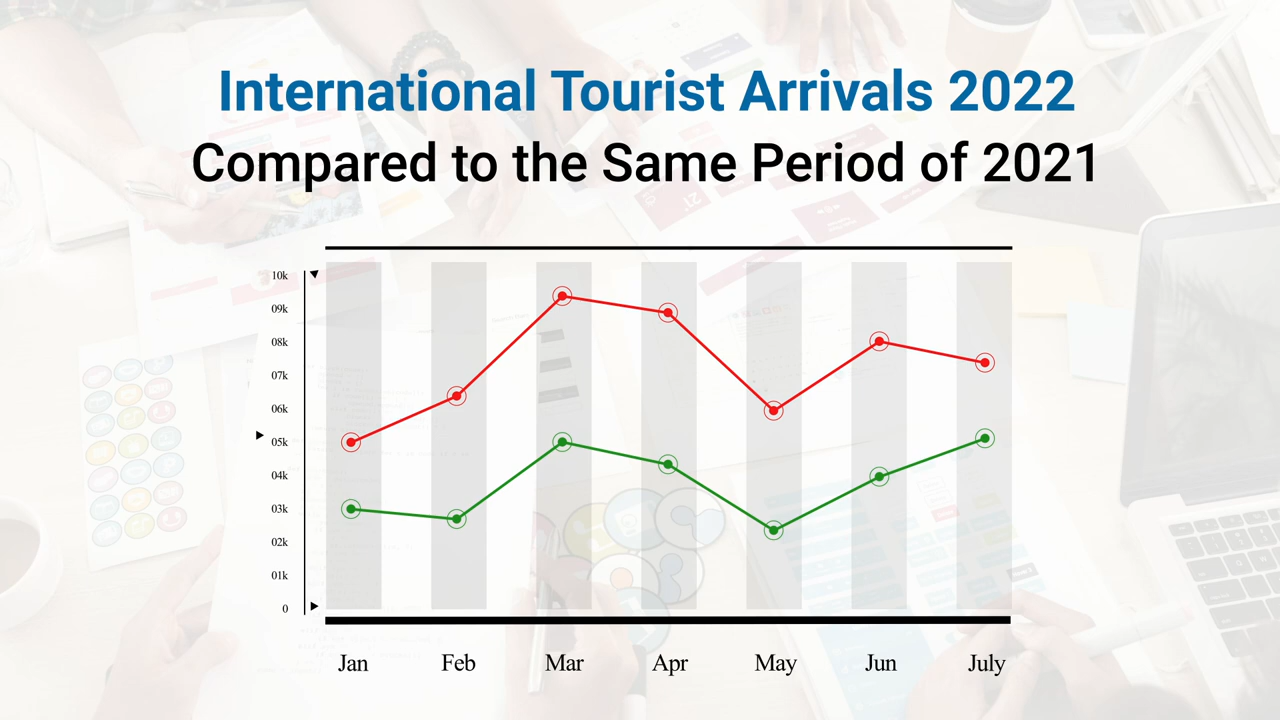 International Tourist Arrivals 2022
Compared to the Same Period of 2021
10k
09k
08k
07k
06k
05k
04k
03k
02k
01k
0
Jan Feb Mar Apr May Jun July